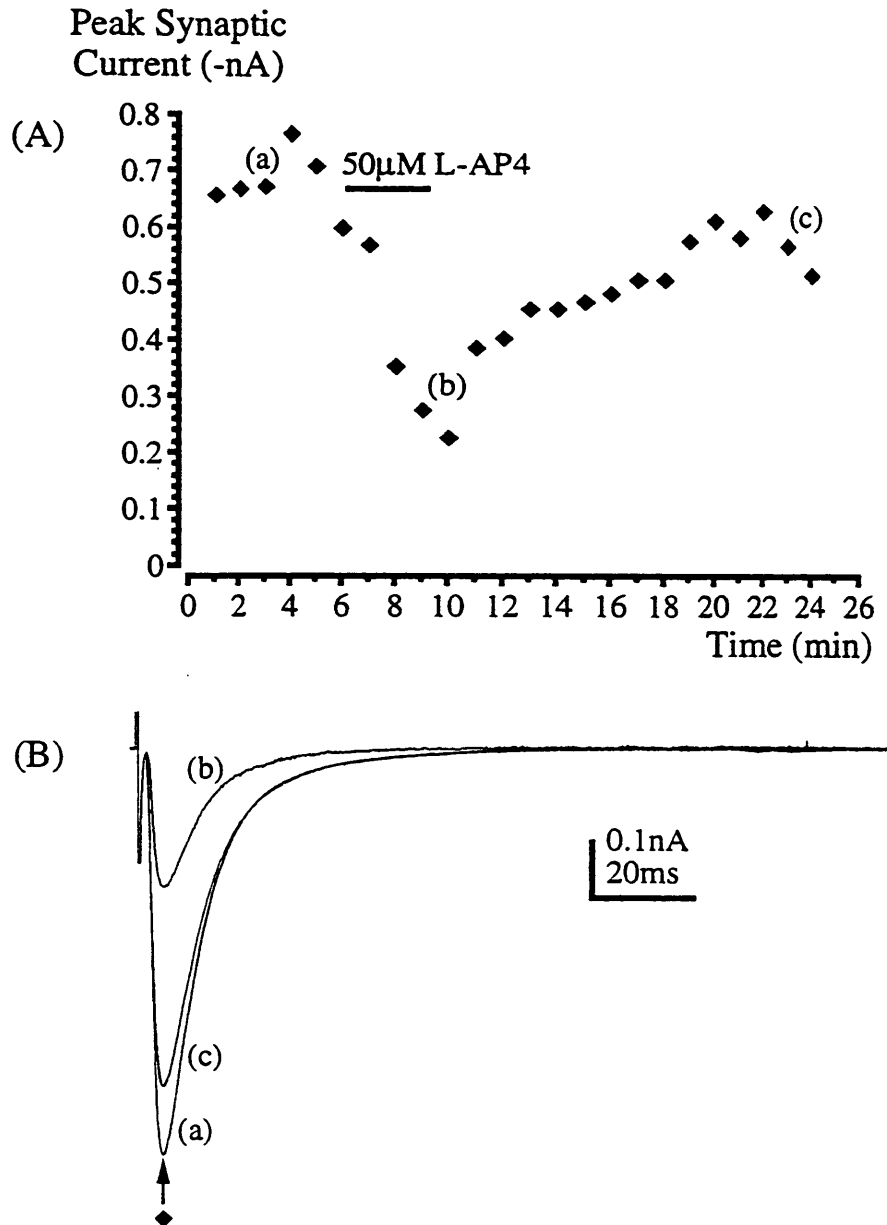 Peak Synaptic
Current (-nA)
(A)
0.8
0.7
0.6
0.5
0.4
0.3
0.2
0.1
0
(a)
50µM L-AP4
(b)
(c)
0 2 4 6 8 10 12 14 16 18 20 22 24 26
Time (min)
(B)
(b)
0.1nA
20ms
(c)
(a)